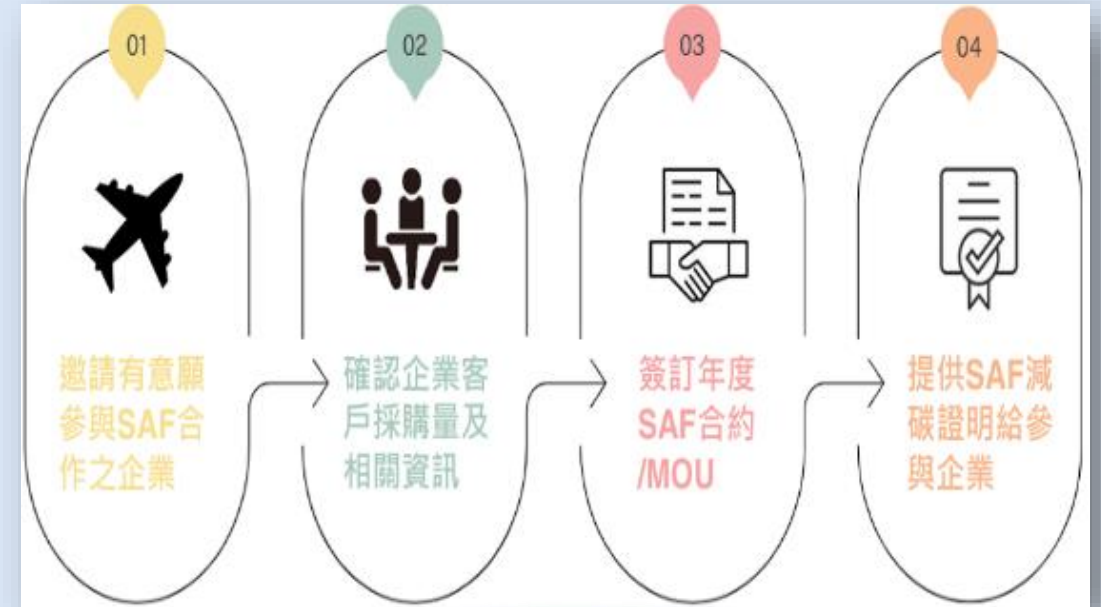 01
邀請有意願
參與SAF合
作之企業
02
確認企業客
戶採購量及
相關資訊
03
簽訂年度
SAF合約
/MOU
04
提供SAF減
碳證明給參
與企業